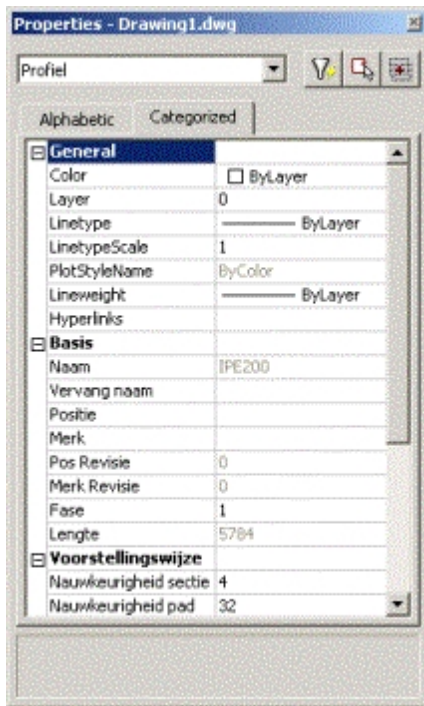 Properties - Drawing1.dwg
Profiel
Alphabetic Categorized
General
Color ByLayer
Layer 0
Linetype ByLayer
LinetypeScale 1
PlotStyleName ByColor
Lineweight ByLayer
Hyperlinks
Basis
Naam IPE200
Vervang naam
Positie
Merk
Pos Revisie 0
Merk Revisie 0
Fase 1
Lengte 5784
Voorstellingswijze
Nauwkeurigheid sectie 4
Nauwkeurigheid pad 32